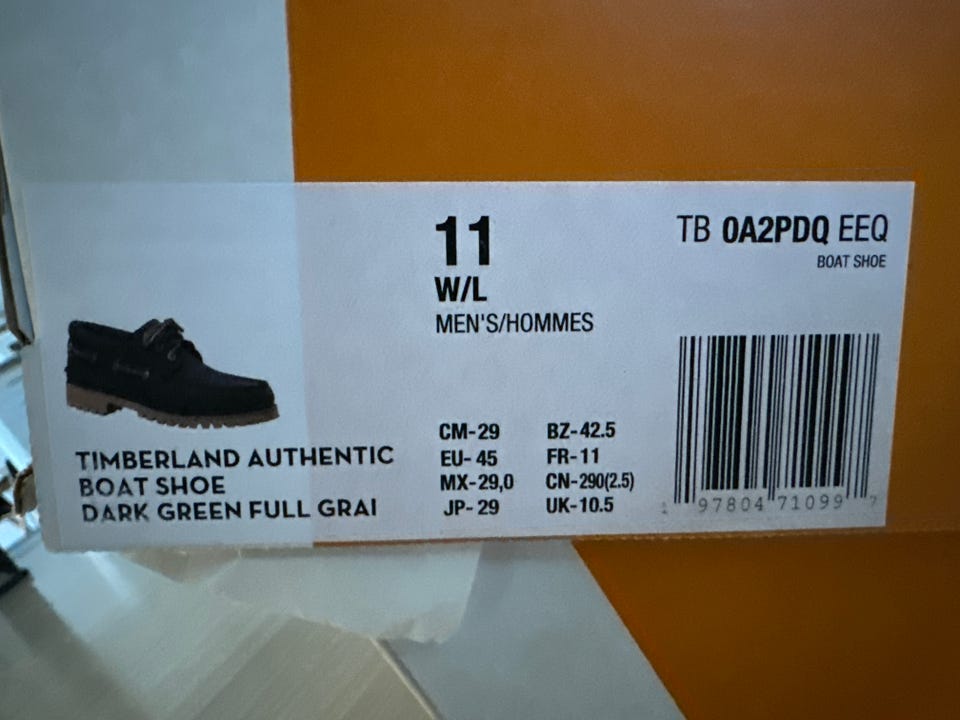 11
W/L
MEN'S/HOMMES
TB 0A2PDQ EEQ
BOAT SHOE
TIMBERLAND AUTHENTIC
BOAT SHOE
DARK GREEN FULL GRAI
CM-29 BZ-42.5
EU-45 FR-11
MX-29,0 CN-290(2.5)
JP-29 UK-10.5
1 97804 71099 7